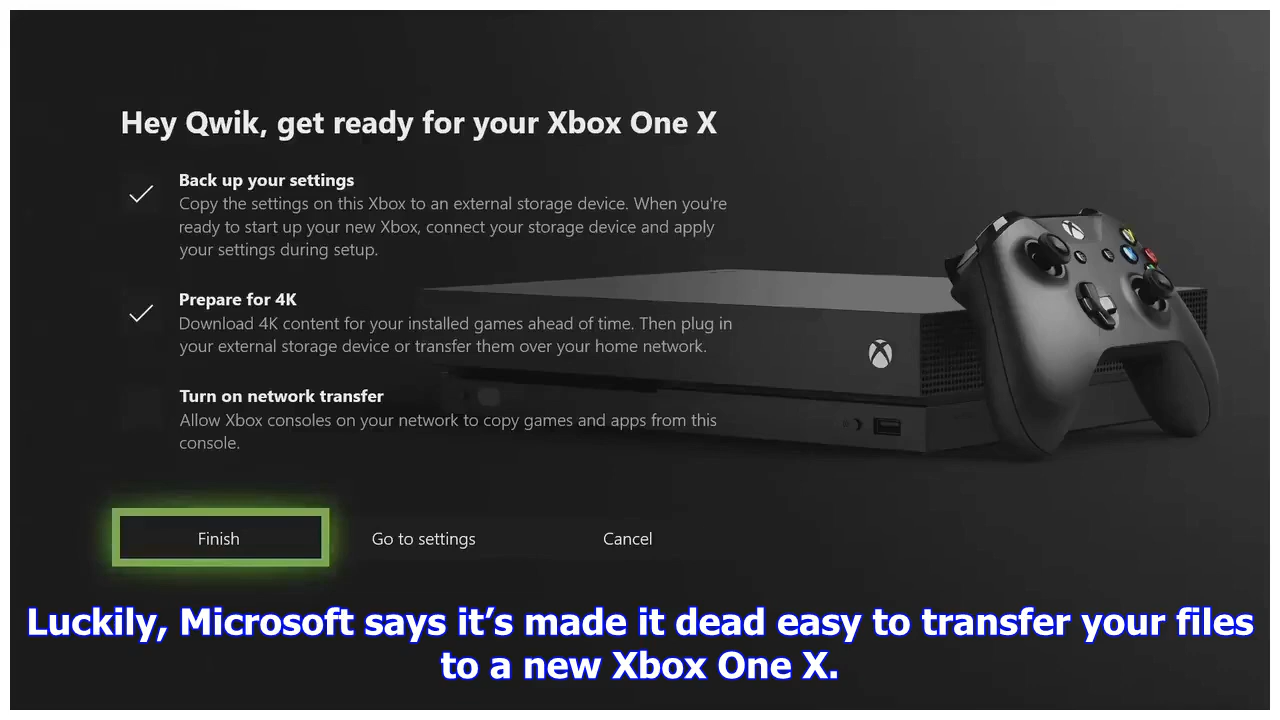 Hey Qwik, get ready for your Xbox One X
Back up your settings
Copy the settings on this Xbox to an external storage device. When you're
ready to start up your new Xbox, connect your storage device and apply
your settings during setup.
Prepare for 4K
Download 4K content for your installed games ahead of time. Then plug in
your external storage device or transfer them over your home network.
Turn on network transfer
Allow Xbox consoles on your network to copy games and apps from this
console.
Finish
Go to settings
Cancel
Luckily, Microsoft says it’s made it dead easy to transfer your files
to a new Xbox One X.